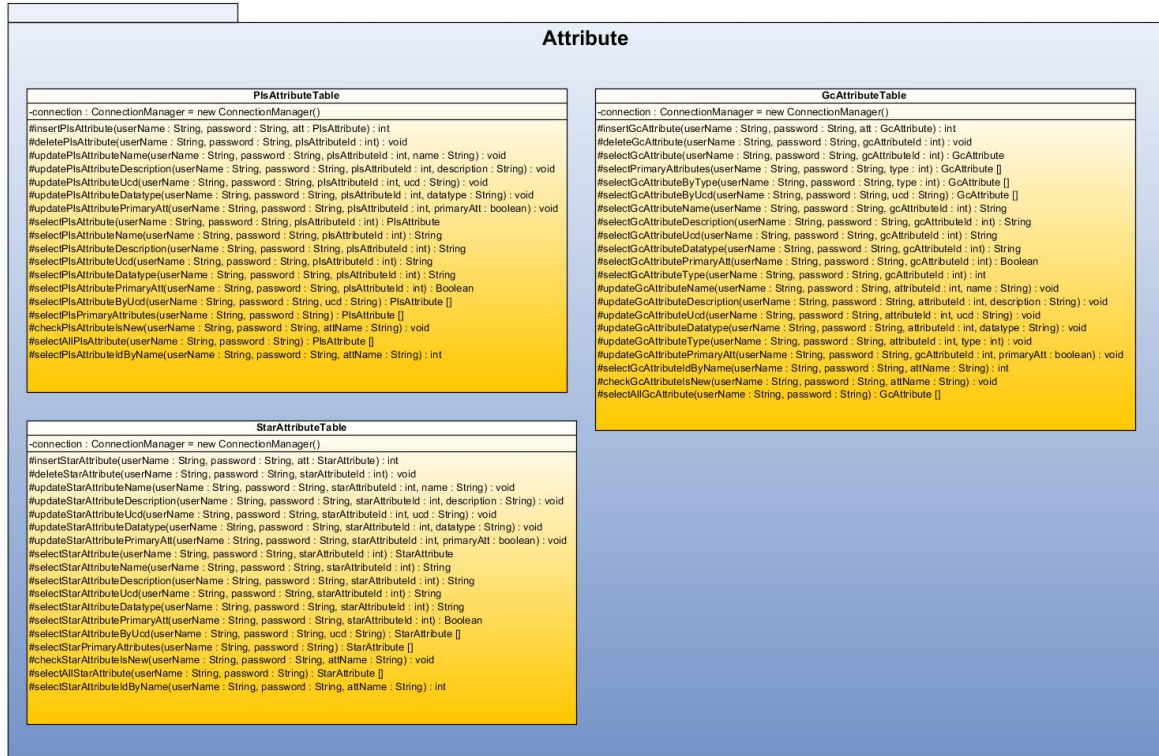 Attribute
PlsAttributeTable
-connection : ConnectionManager = new ConnectionManager()
#insertPlsAttribute(userName : String, password : String, att : PlsAttribute) : int
#deletePlsAttribute(userName : String, password : String, plsAttributeId : int) : void
#updatePlsAttributeName(userName : String, password : String, plsAttributeId : int, name : String) : void
#updatePlsAttributeDescription(userName : String, password : String, plsAttributeId : int, description : String) : void
#updatePlsAttributeUcd(userName : String, password : String, plsAttributeId : int, ucd : String) : void
#updatePlsAttributeDatatype(userName : String, password : String, plsAttributeId : int, datatype : String) : void
#updatePlsAttributePrimaryAtt(userName : String, password : String, plsAttributeId : int, primaryAtt : boolean) : void
#selectPlsAttribute(userName : String, password : String, plsAttributeId : int) : PlsAttribute
#selectPlsAttributeName(userName : String, password : String, plsAttributeId : int) : String
#selectPlsAttributeDescription(userName : String, password : String, plsAttributeId : int) : String
#selectPlsAttributeUcd(userName : String, password : String, plsAttributeId : int) : String
#selectPlsAttributeDatatype(userName : String, password : String, plsAttributeId : int) : String
#selectPlsAttributePrimaryAtt(userName : String, password : String, plsAttributeId : int) : Boolean
#selectPlsAttributeByUcd(userName : String, password : String, ucd : String) : PlsAttribute []
#selectPlsPrimaryAttributes(userName : String, password : String) : PlsAttribute []
#checkPlsAttributeIsNew(userName : String, password : String, attName : String) : void
#selectAllPlsAttribute(userName : String, password : String) : PlsAttribute []
#selectPlsAttributeIdByName(userName : String, password : String, attName : String) : int
GcAttributeTable
-connection : ConnectionManager = new ConnectionManager()
#insertGcAttribute(userName : String, password : String, att : GcAttribute) : int
#deleteGcAttribute(userName : String, password : String, gcAttributeId : int) : void
#selectGcAttribute(userName : String, password : String, gcAttributeId : int) : GcAttribute
#selectPrimaryAttributes(userName : String, password : String, type : int) : GcAttribute []
#selectGcAttributeByType(userName : String, password : String, type : int) : GcAttribute []
#selectGcAttributeByUcd(userName : String, password : String, ucd : String) : GcAttribute []
#selectGcAttributeName(userName : String, password : String, gcAttributeId : int) : String
#selectGcAttributeDescription(userName : String, password : String, gcAttributeId : int) : String
#selectGcAttributeUcd(userName : String, password : String, gcAttributeId : int) : String
#selectGcAttributeDatatype(userName : String, password : String, gcAttributeId : int) : String
#selectGcAttributePrimaryAtt(userName : String, password : String, gcAttributeId : int) : Boolean
#selectGcAttributeType(userName : String, password : String, gcAttributeId : int) : int
#updateGcAttributeName(userName : String, password : String, attributeId : int, name : String) : void
#updateGcAttributeDescription(userName : String, password : String, attributeId : int, description : String) : void
#updateGcAttributeUcd(userName : String, password : String, attributeId : int, ucd : String) : void
#updateGcAttributeDatatype(userName : String, password : String, attributeId : int, datatype : String) : void
#updateGcAttributeType(userName : String, password : String, attributeId : int, type : int) : void
#updateGcAttributePrimaryAtt(userName : String, password : String, gcAttributeId : int, primaryAtt : boolean) : void
#selectGcAttributeIdByName(userName : String, password : String, attName : String) : int
#checkGcAttributeIsNew(userName : String, password : String, attName : String) : void
#selectAllGcAttribute(userName : String, password : String) : GcAttribute []
StarAttributeTable
-connection : ConnectionManager = new ConnectionManager()
#insertStarAttribute(userName : String, password : String, att : StarAttribute) : int
#deleteStarAttribute(userName : String, password : String, starAttributeId : int) : void
#updateStarAttributeName(userName : String, password : String, starAttributeId : int, name : String) : void
#updateStarAttributeDescription(userName : String, password : String, starAttributeId : int, description : String) : void
#updateStarAttributeUcd(userName : String, password : String, starAttributeId : int, ucd : String) : void
#updateStarAttributeDatatype(userName : String, password : String, starAttributeId : int, datatype : String) : void
#updateStarAttributePrimaryAtt(userName : String, password : String, starAttributeId : int, primaryAtt : boolean) : void
#selectStarAttribute(userName : String, password : String, starAttributeId : int) : StarAttribute
#selectStarAttributeName(userName : String, password : String, starAttributeId : int) : String
#selectStarAttributeDescription(userName : String, password : String, starAttributeId : int) : String
#selectStarAttributeUcd(userName : String, password : String, starAttributeId : int) : String
#selectStarAttributeDatatype(userName : String, password : String, starAttributeId : int) : String
#selectStarAttributePrimaryAtt(userName : String, password : String, starAttributeId : int) : Boolean
#selectStarAttributeByUcd(userName : String, password : String, ucd : String) : StarAttribute []
#selectStarPrimaryAttributes(userName : String, password : String) : StarAttribute []
#checkStarAttributeIsNew(userName : String, password : String, attName : String) : void
#selectAllStarAttribute(userName : String, password : String) : StarAttribute []
#selectStarAttributeIdByName(userName : String, password : String, attName : String) : int